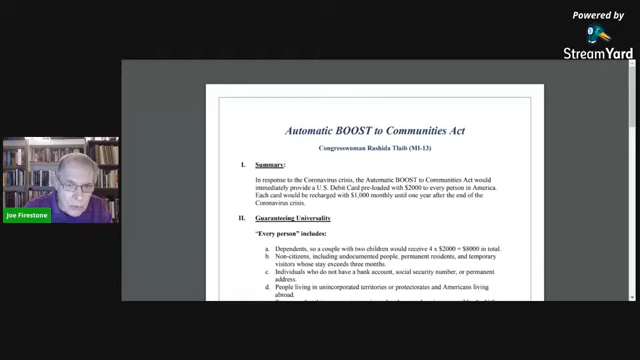 Powered by
StreamYard
Automatic BOOST to Communities Act
Congresswoman Rashida Tlaib (MI-13)
I. Summary:
In response to the Coronavirus crisis, the Automatic BOOST to Communities Act would
immediately provide a U.S. Debit Card pre-loaded with $2000 to every person in America.
Each card would be recharged with $1,000 monthly until one year after the end of the
Coronavirus crisis.
II. Guaranteeing Universality
"Every person" includes:
a. Dependents, so a couple with two children would receive 4 x $2000 = $8000 in total.
b. Non-citizens, including undocumented people, permanent residents, and temporary
visitors whose stay exceeds three months.
c. Individuals who do not have a bank account, social security number, or permanent
address.
d. People living in unincorporated territories or protectorates and Americans living
abroad.
Joe Firestone